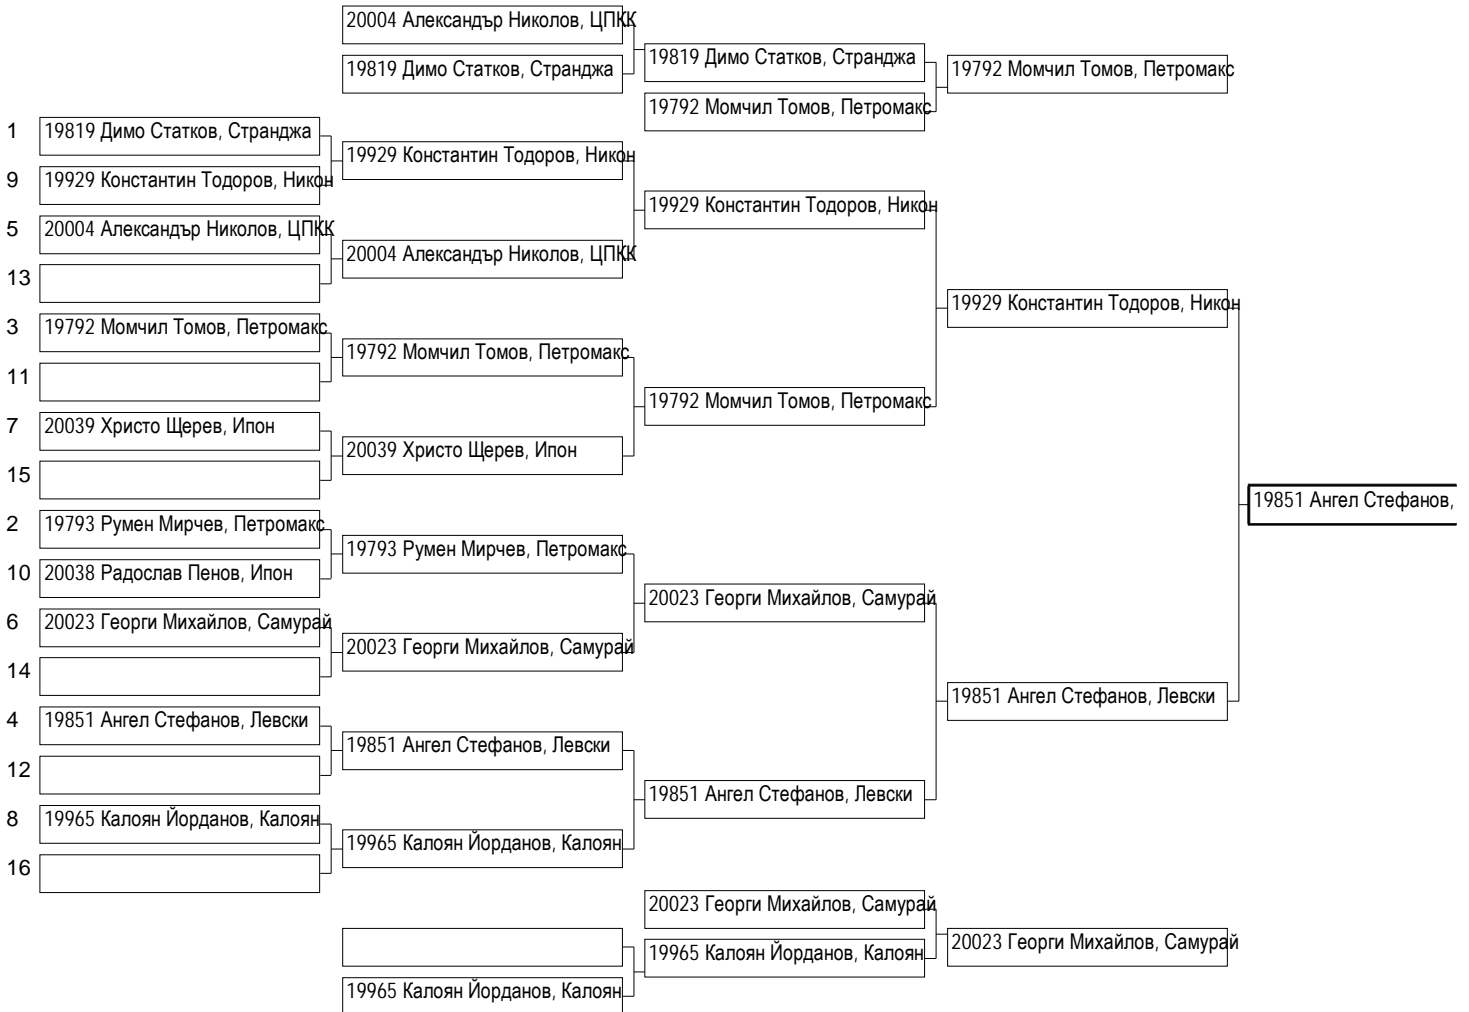 20004 Александър Николов, ЦПКК
19819 Димо Статков, Странджа
19819 Димо Статков, Странджа
19792 Момчил Томов, Петромакс
19792 Момчил Томов, Петромакс
1 19819 Димо Статков, Странджа
9 19929 Константин Тодоров, Никон
5 20004 Александър Николов, ЦПКК
13
3 19792 Момчил Томов, Петромакс
11
7 20039 Христо Щерев, Ипон
15
2 19793 Румен Мирчев, Петромакс
10 20038 Радослав Пенов, Ипон
6 20023 Георги Михайлов, Самурай
14
4 19851 Ангел Стефанов, Левски
12
8 19965 Калоян Йорданов, Калоян
16
19929 Константин Тодоров, Никон
20004 Александър Николов, ЦПКК
19792 Момчил Томов, Петромакс
20039 Христо Щерев, Ипон
19793 Румен Мирчев, Петромакс
20023 Георги Михайлов, Самурай
19851 Ангел Стефанов, Левски
19965 Калоян Йорданов, Калоян
19929 Константин Тодоров, Никон
19792 Момчил Томов, Петромакс
20023 Георги Михайлов, Самурай
19851 Ангел Стефанов, Левски
19929 Константин Тодоров, Никон
19851 Ангел Стефанов, Левски
19851 Ангел Стефанов,
20023 Георги Михайлов, Самурай
19965 Калоян Йорданов, Калоян
19965 Калоян Йорданов, Калоян
20023 Георги Михайлов, Самурай